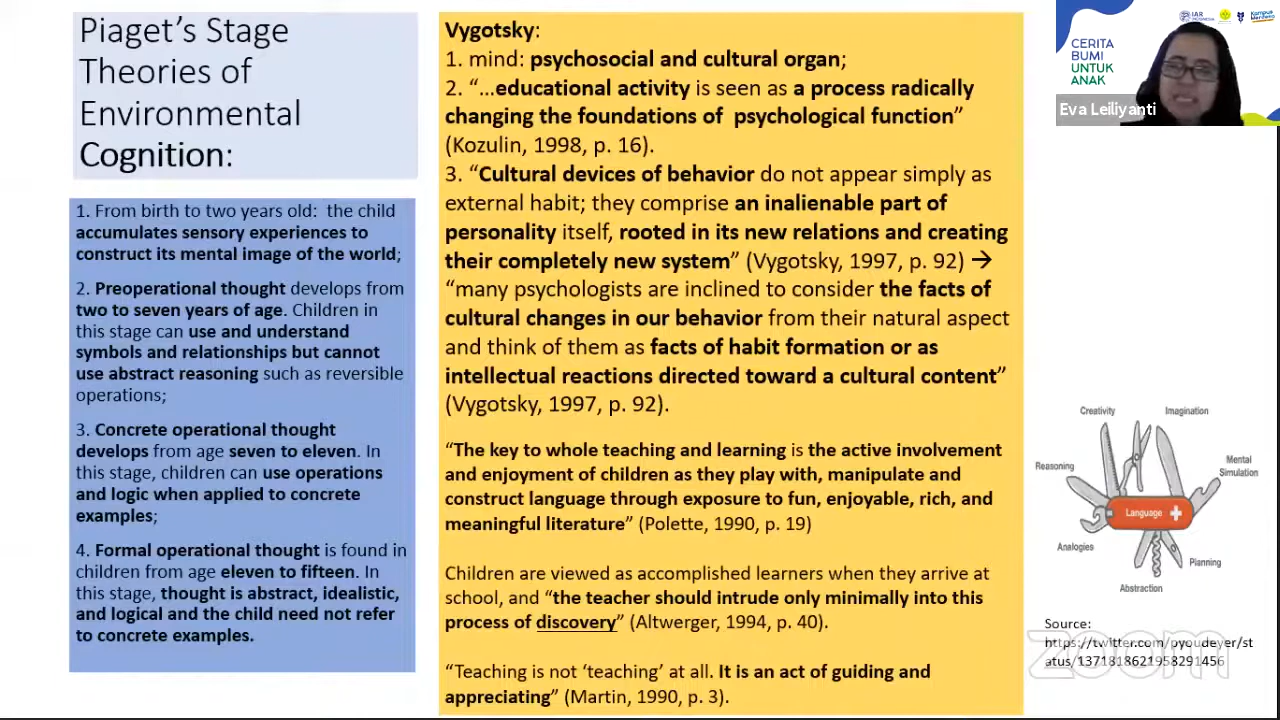 Piaget's Stage
Theories of
Environmental
Cognition:
1. From birth to two years old: the child
accumulates sensory experiences to
construct its mental image of the world;
2. Preoperational thought develops from
two to seven years of age. Children in
this stage can use and understand
symbols and relationships but cannot
use abstract reasoning such as reversible
operations;
3. Concrete operational thought
develops from age seven to eleven. In
this stage, children can use operations
and logic when applied to concrete
examples;
4. Formal operational thought is found in
children from age eleven to fifteen. In
this stage, thought is abstract, idealistic,
and logical and the child need not refer
to concrete examples.
Vygotsky:
1. mind: psychosocial and cultural organ;
2. “…educational activity is seen as a process radically
changing the foundations of psychological function”
(Kozulin, 1998, p. 16).
3. “Cultural devices of behavior do not appear simply as
external habit; they comprise an inalienable part of
personality itself, rooted in its new relations and creating
their completely new system” (Vygotsky, 1997, p. 92) →
“many psychologists are inclined to consider the facts of
cultural changes in our behavior from their natural aspect
and think of them as facts of habit formation or as
intellectual reactions directed toward a cultural content”
(Vygotsky, 1997, p. 92).
“The key to whole teaching and learning is the active involvement
and enjoyment of children as they play with, manipulate and
construct language through exposure to fun, enjoyable, rich, and
meaningful literature” (Polette, 1990, p. 19)
Children are viewed as accomplished learners when they arrive at
school, and “the teacher should intrude only minimally into this
process of discovery” (Altwerger, 1994, p. 40).
“Teaching is not ‘teaching’ at all. It is an act of guiding and
appreciating” (Martin, 1990, p. 3).
IAR
INDONESIA
Kampus
Merdeka
CERITA
BUMI
UNTUK
ANAK
Eva Leiliyanti
Creativity
Imagination
Reasoning
Mental
Simulation
Language
Analogies
Planning
Abstraction
Source:
https://twitter.com/pyoudeyer/st
atus/1371818621958291456
zoom